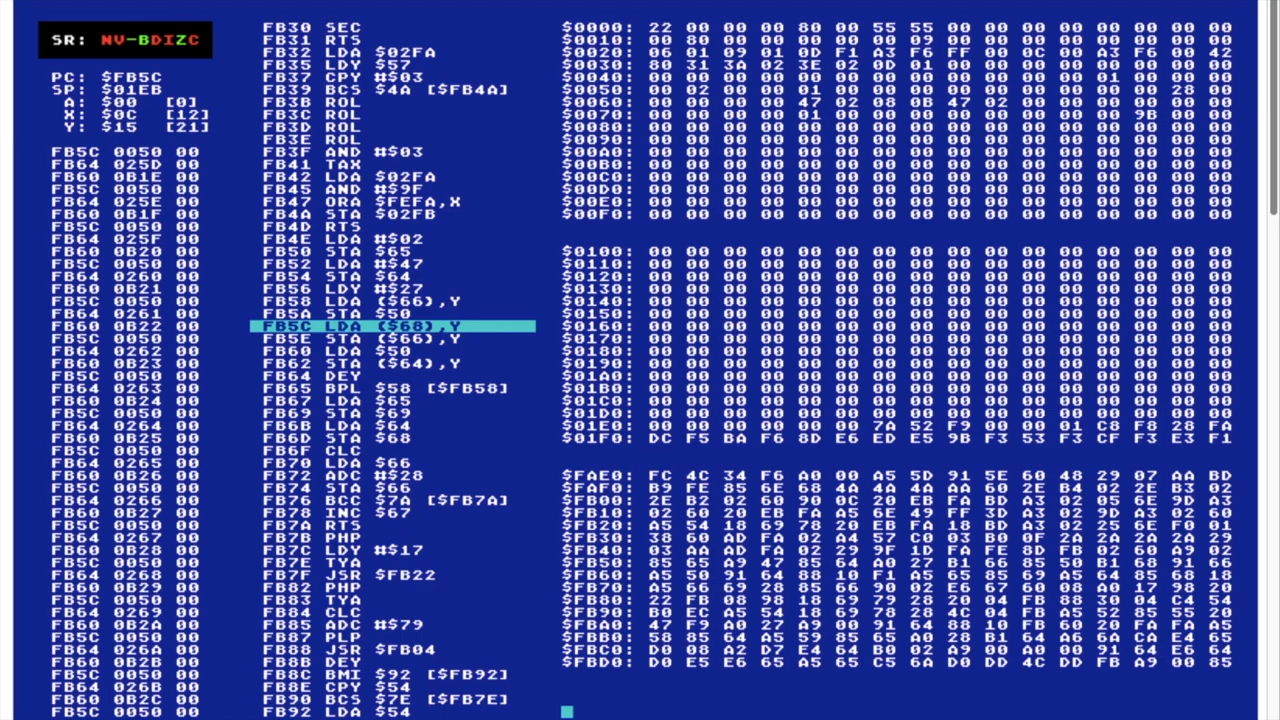 SR: NV-BDIZC
PC: $FB5C
SP: $01EB
A: $00 [0]
X: $0C [12]
Y: $15 [21]
FB5C 0050 00
FB64 025D 00
FB60 0B1E 00
FB5C 0050 00
FB64 025E 00
FB60 0B1F 00
FB5C 0050 00
FB64 025F 00
FB60 0B20 00
FB5C 0050 00
FB64 0260 00
FB60 0B21 00
FB5C 0050 00
FB64 0261 00
FB60 0B22 00
FB5C 0050 00
FB64 0262 00
FB60 0B23 00
FB5C 0050 00
FB64 0263 00
FB60 0B24 00
FB5C 0050 00
FB64 0264 00
FB60 0B25 00
FB5C 0050 00
FB64 0265 00
FB60 0B26 00
FB5C 0050 00
FB64 0266 00
FB60 0B27 00
FB5C 0050 00
FB64 0267 00
FB60 0B28 00
FB5C 0050 00
FB64 0268 00
FB60 0B29 00
FB5C 0050 00
FB64 0269 00
FB60 0B2A 00
FB5C 0050 00
FB64 026A 00
FB60 0B2B 00
FB5C 0050 00
FB64 026B 00
FB60 0B2C 00
FB5C 0050 00
FB30 SEC
FB31 RTS
FB32 LDA $02FA
FB35 LDY $57
FB37 CPY #$03
FB39 BCS $4A [$FB4A]
FB3B ROL
FB3C ROL
FB3D ROL
FB3E ROL
FB3F AND #$03
FB41 TAX
FB42 LDA $02FA
FB45 AND #$9F
FB47 ORA $FEFA,X
FB4A STA $02FB
FB4D RTS
FB4E LDA #$02
FB50 STA $65
FB52 LDA #$47
FB54 STA $64
FB56 LDY #$27
FB58 LDA ($66),Y
FB5A STA $50
FB5C LDA ($68),Y
FB5E STA ($66),Y
FB60 LDA $50
FB62 STA ($64),Y
FB64 DEY
FB65 BPL $58 [$FB58]
FB67 LDA $65
FB69 STA $69
FB6B LDA $64
FB6D STA $68
FB6F CLC
FB70 LDA $66
FB72 ADC #$28
FB74 STA $66
FB76 BCC $7A [$FB7A]
FB78 INC $67
FB7A RTS
FB7B PHP
FB7C LDY #$17
FB7E TYA
FB7F JSR $FB22
FB82 PHP
FB83 TYA
FB84 CLC
FB85 ADC #$79
FB87 PLP
FB88 JSR $FB04
FB8B DEY
FB8C BMI $92 [$FB92]
FB8E CPY $54
FB90 BCS $7E [$FB7E]
FB92 LDA $54
$0000: 22 00 00 00 80 00 55 55 00 00 00 00 00 00 00 00
$0010: 00 80 00 00 00 00 00 09 00 00 00 00 00 00 00 00
$0020: 06 01 09 01 0D F1 A3 F6 FF 00 0C 00 A3 F6 00 42
$0030: 80 31 3A 02 3E 02 0D 01 00 00 00 00 00 00 00 00
$0040: 00 00 00 00 00 00 00 00 00 00 00 00 01 00 00 00
$0050: 00 02 00 00 01 00 00 00 00 00 00 00 00 00 28 00
$0060: 00 00 00 00 47 02 08 0B 47 02 00 00 00 00 00 00
$0070: 00 00 00 00 01 00 00 00 00 00 00 00 00 9B 00 00
$0080: 00 00 00 00 00 00 00 00 00 00 00 00 00 00 00 00
$0090: 00 00 00 00 00 00 00 00 00 00 00 00 00 00 00 00
$00A0: 00 00 00 00 00 00 00 00 00 00 00 00 00 00 00 00
$00B0: 00 00 00 00 00 00 00 00 00 00 00 00 00 00 00 00
$00C0: 00 00 00 00 00 00 00 00 00 00 00 00 00 00 00 00
$00D0: 00 00 00 00 00 00 00 00 00 00 00 00 00 00 00 00
$00E0: 00 00 00 00 00 00 00 00 00 00 00 00 00 00 00 00
$00F0: 00 00 00 00 00 00 00 00 00 00 00 00 00 00 00 00
$0100: 00 00 00 00 00 00 00 00 00 00 00 00 00 00 00 00
$0110: 00 00 00 00 00 00 00 00 00 00 00 00 00 00 00 00
$0120: 00 00 00 00 00 00 00 00 00 00 00 00 00 00 00 00
$0130: 00 00 00 00 00 00 00 00 00 00 00 00 00 00 00 00
$0140: 00 00 00 00 00 00 00 00 00 00 00 00 00 00 00 00
$0150: 00 00 00 00 00 00 00 00 00 00 00 00 00 00 00 00
$0160: 00 00 00 00 00 00 00 00 00 00 00 00 00 00 00 00
$0170: 00 00 00 00 00 00 00 00 00 00 00 00 00 00 00 00
$0180: 00 00 00 00 00 00 00 00 00 00 00 00 00 00 00 00
$0190: 00 00 00 00 00 00 00 00 00 00 00 00 00 00 00 00
$01A0: 00 00 00 00 00 00 00 00 00 00 00 00 00 00 00 00
$01B0: 00 00 00 00 00 00 00 00 00 00 00 00 00 00 00 00
$01C0: 00 00 00 00 00 00 00 00 00 00 00 00 00 00 00 00
$01D0: 00 00 00 00 00 00 00 00 00 00 00 00 00 00 00 00
$01E0: 00 00 00 00 00 00 7A 52 F9 00 00 01 C8 F8 28 FA
$01F0: DC F5 BA F6 8D E6 ED E5 9B F3 53 F3 CF F3 E3 F1
$FAE0: FC 4C 34 F6 A0 00 A5 5D 91 5E 60 48 29 07 AA BD
$FAF0: B9 FE 85 6E 68 4A 4A 4A AA 60 2E B4 02 2E B3 02
$FB00: 2E B2 02 60 90 0C 20 EB FA BD A3 02 05 6E 9D A3
$FB10: 02 60 20 EB FA A5 6E 49 FF 3D A3 02 9D A3 02 60
$FB20: A5 54 18 69 78 20 EB FA 18 BD A3 02 25 6E F0 01
$FB30: 38 60 AD FA 02 A4 57 C0 03 B0 0F 2A 2A 2A 2A 29
$FB40: 03 AA AD FA 02 29 9F 1D FA FE 8D FB 02 60 A9 02
$FB50: 85 65 A9 47 85 64 A0 27 B1 66 85 50 B1 68 91 66
$FB60: A5 50 91 64 88 10 F1 A5 65 85 69 A5 64 85 68 18
$FB70: A5 66 69 28 85 66 90 02 E6 67 60 08 A0 17 98 20
$FB80: 22 FB 08 98 18 69 79 28 20 04 FB 88 30 04 C4 54
$FB90: B0 EC A5 54 18 69 78 28 4C 04 FB A5 52 85 55 20
$FBA0: 47 F9 A0 27 A9 00 91 64 88 10 FB 60 20 FA FA A5
$FBB0: 58 85 64 A5 59 85 65 A0 28 B1 64 A6 6A CA E4 65
$FBC0: D0 08 A2 D7 E4 64 B0 02 A9 00 A0 00 91 64 E6 64
$FBD0: D0 E5 E6 65 A5 65 C5 6A D0 DD 4C DD FB A9 00 85